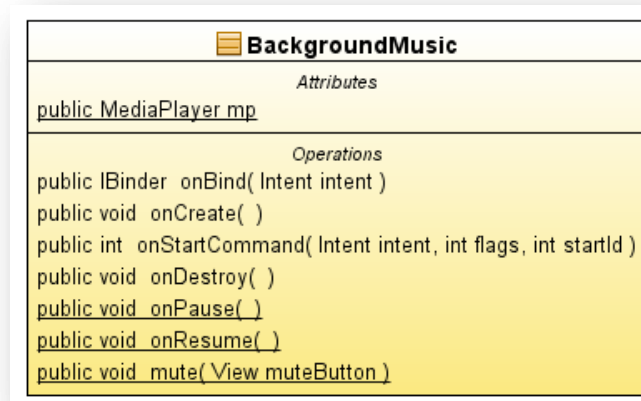 BackgroundMusic
Attributes
public MediaPlayer mp
Operations
public IBinder onBind( Intent intent )
public void onCreate( )
public int onStartCommand( Intent intent, int flags, int startId )
public void onDestroy( )
public void onPause( )
public void onResume( )
public void mute( View muteButton )